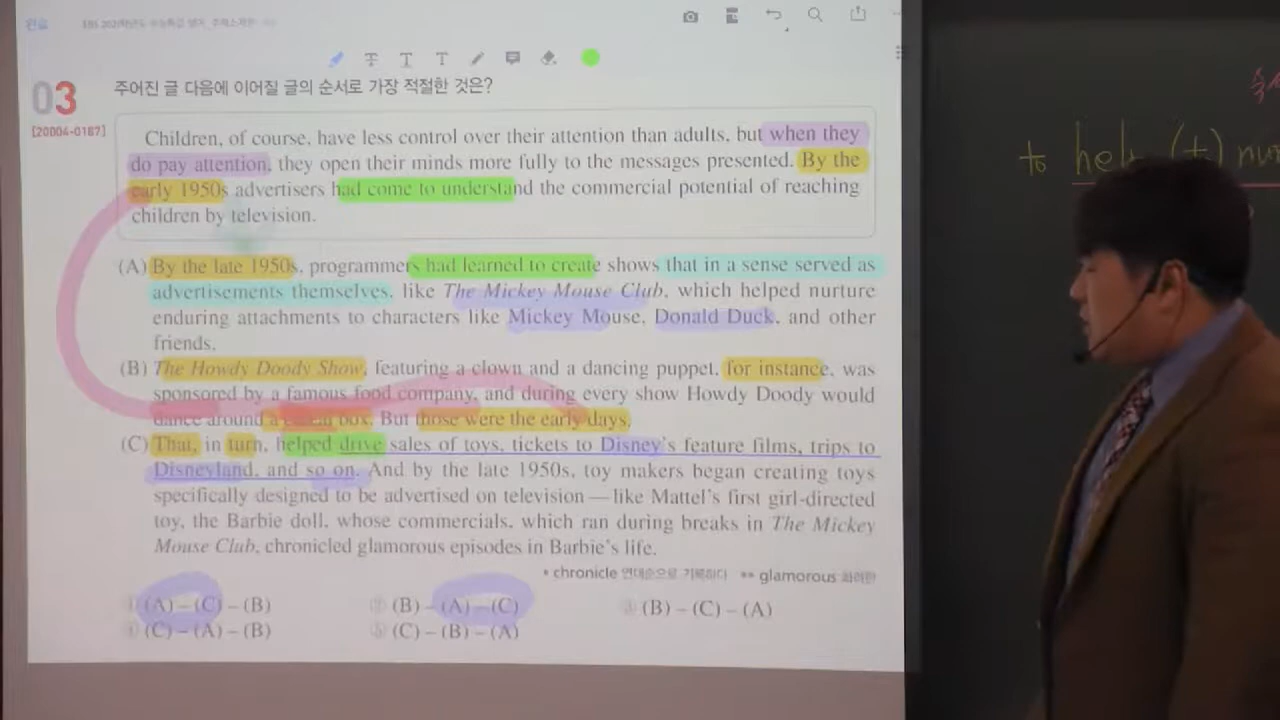 완료
03
주어진 글 다음에 이어질 글의 순서로 가장 적절한 것은?
[20004-0187]
Children, of course, have less control over their attention than adults, but when they
do pay attention, they open their minds more fully to the messages presented. By the
early 1950s advertisers had come to understand the commercial potential of reaching
children by television.
(A) By the late 1950s, programmers had learned to create shows that in a sense served as
advertisements themselves, like The Mickey Mouse Club, which helped nurture
enduring attachments to characters like Mickey Mouse, Donald Duck, and other
friends.
(B) The Howdy Doody Show, featuring a clown and a dancing puppet, for instance, was
sponsored by a famous food company, and during every show Howdy Doody would
dance around a cereal box. But those were the early days.
(C) That, in turn, helped drive sales of toys, tickets to Disney's feature films, trips to
Disneyland, and so on. And by the late 1950s, toy makers began creating toys
specifically designed to be advertised on television — like Mattel's first girl-directed
toy, the Barbie doll, whose commercials, which ran during breaks in The Mickey
Mouse Club, chronicled glamorous episodes in Barbie's life.
* chronicle 연대순으로 기록하다 ** glamorous 화려한
① (A) – (C) – (B)
② (B) – (A) – (C)
③ (B) – (C) – (A)
④ (C) – (A) – (B)
⑤ (C) – (B) – (A)
to help (t)